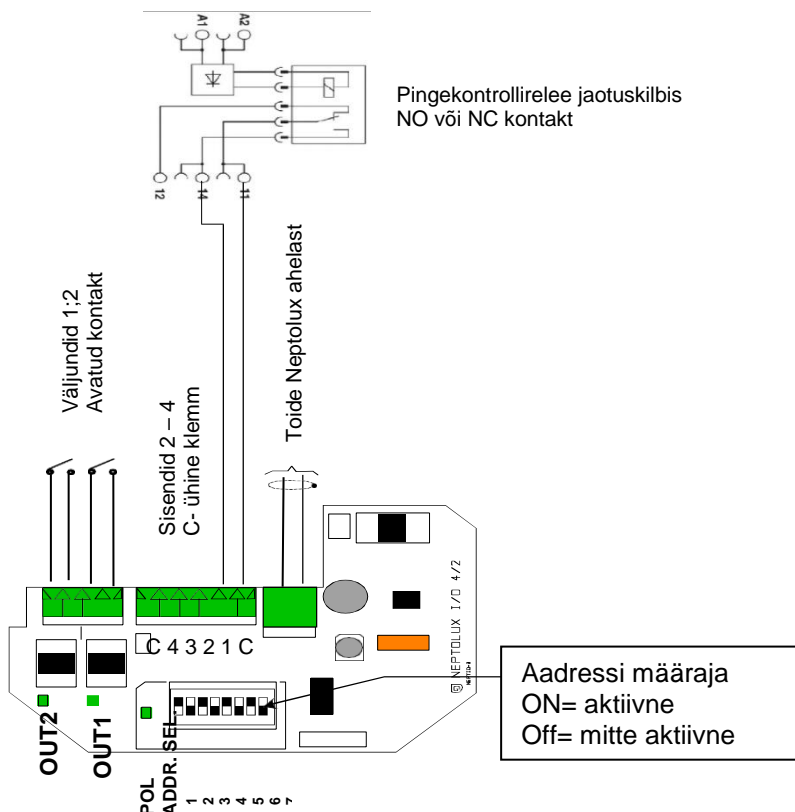 A1
A2
Pingekontrollirelee jaotuskilbis
NO või NC kontakt
12
14
11
Väljundid 1;2
Avatud kontakt
Sisendid 2 – 4
C- ühine klemm
Toide Neptolux ahelast
C 4 3 2 1 C
© NEPTOLUX I/O 4/2
OUT2
OUT1
POL
ADDR. SEL.
1
2
3
4
5
6
7
Aadressi määraja
ON= aktiivne
Off= mitte aktiivne